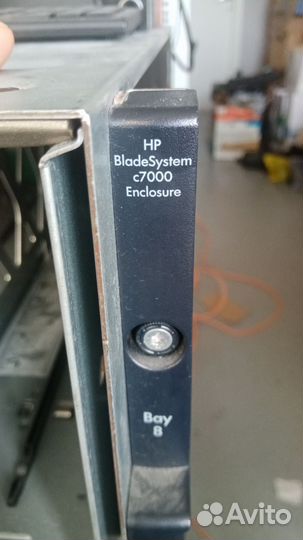 HP
BladeSystem
c7000
Enclosure
Bay
8
Avito